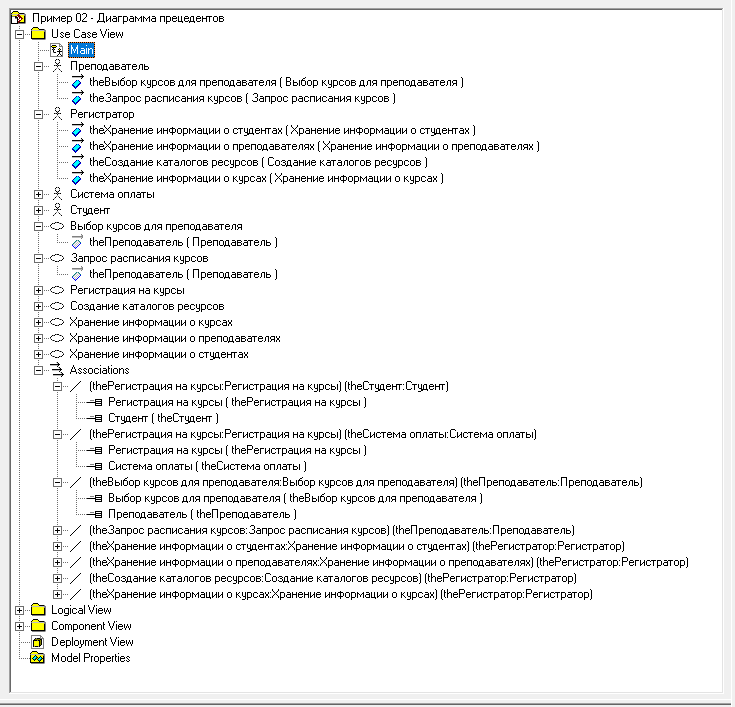 Пример 02 - Диаграмма прецедентов
Use Case View
Main
Преподаватель
theВыбор курсов для преподавателя ( Выбор курсов для преподавателя )
theЗапрос расписания курсов ( Запрос расписания курсов )
Регистратор
theХранение информации о студентах ( Хранение информации о студентах )
theХранение информации о преподавателях ( Хранение информации о преподавателях )
theСоздание каталогов ресурсов ( Создание каталогов ресурсов )
theХранение информации о курсах ( Хранение информации о курсах )
Система оплаты
Студент
Выбор курсов для преподавателя
theПреподаватель ( Преподаватель )
Запрос расписания курсов
theПреподаватель ( Преподаватель )
Регистрация на курсы
Создание каталогов ресурсов
Хранение информации о курсах
Хранение информации о преподавателях
Хранение информации о студентах
Associations
(theРегистрация на курсы:Регистрация на курсы) (theСтудент:Студент)
Регистрация на курсы ( theРегистрация на курсы )
Студент ( theСтудент )
(theРегистрация на курсы:Регистрация на курсы) (theСистема оплаты:Система оплаты)
Регистрация на курсы ( theРегистрация на курсы )
Система оплаты ( theСистема оплаты )
(theВыбор курсов для преподавателя:Выбор курсов для преподавателя) (theПреподаватель:Преподаватель)
Выбор курсов для преподавателя ( theВыбор курсов для преподавателя )
Преподаватель ( theПреподаватель )
(theЗапрос расписания курсов:Запрос расписания курсов) (theПреподаватель:Преподаватель)
(theХранение информации о студентах:Хранение информации о студентах) (theРегистратор:Регистратор)
(theХранение информации о преподавателях:Хранение информации о преподавателях) (theРегистратор:Регистратор)
(theСоздание каталогов ресурсов:Создание каталогов ресурсов) (theРегистратор:Регистратор)
(theХранение информации о курсах:Хранение информации о курсах) (theРегистратор:Регистратор)
Logical View
Component View
Deployment View
Model Properties